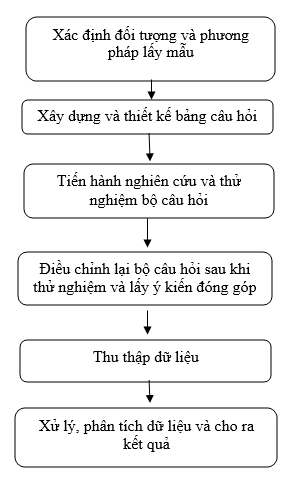 Xác định đối tượng và phương
pháp lấy mẫu
Xây dựng và thiết kế bảng câu hỏi
Tiến hành nghiên cứu và thử
nghiệm bộ câu hỏi
Điều chỉnh lại bộ câu hỏi sau khi
thử nghiệm và lấy ý kiến đóng góp
Thu thập dữ liệu
Xử lý, phân tích dữ liệu và cho ra
kết quả